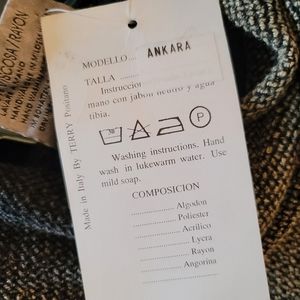 MODELLO ANKARA
TALLA
Instruccion
mano con jabon neutro y agua
tibia.
P
Washing instructions. Hand
wash in lukewarm water. Use
mild soap.
COMPOSICION
Algodon
Poliester
Acrilico
Lycra
Rayon
Angorina
Made in Italy By TERRY Positano
VISCOSA/RAYON